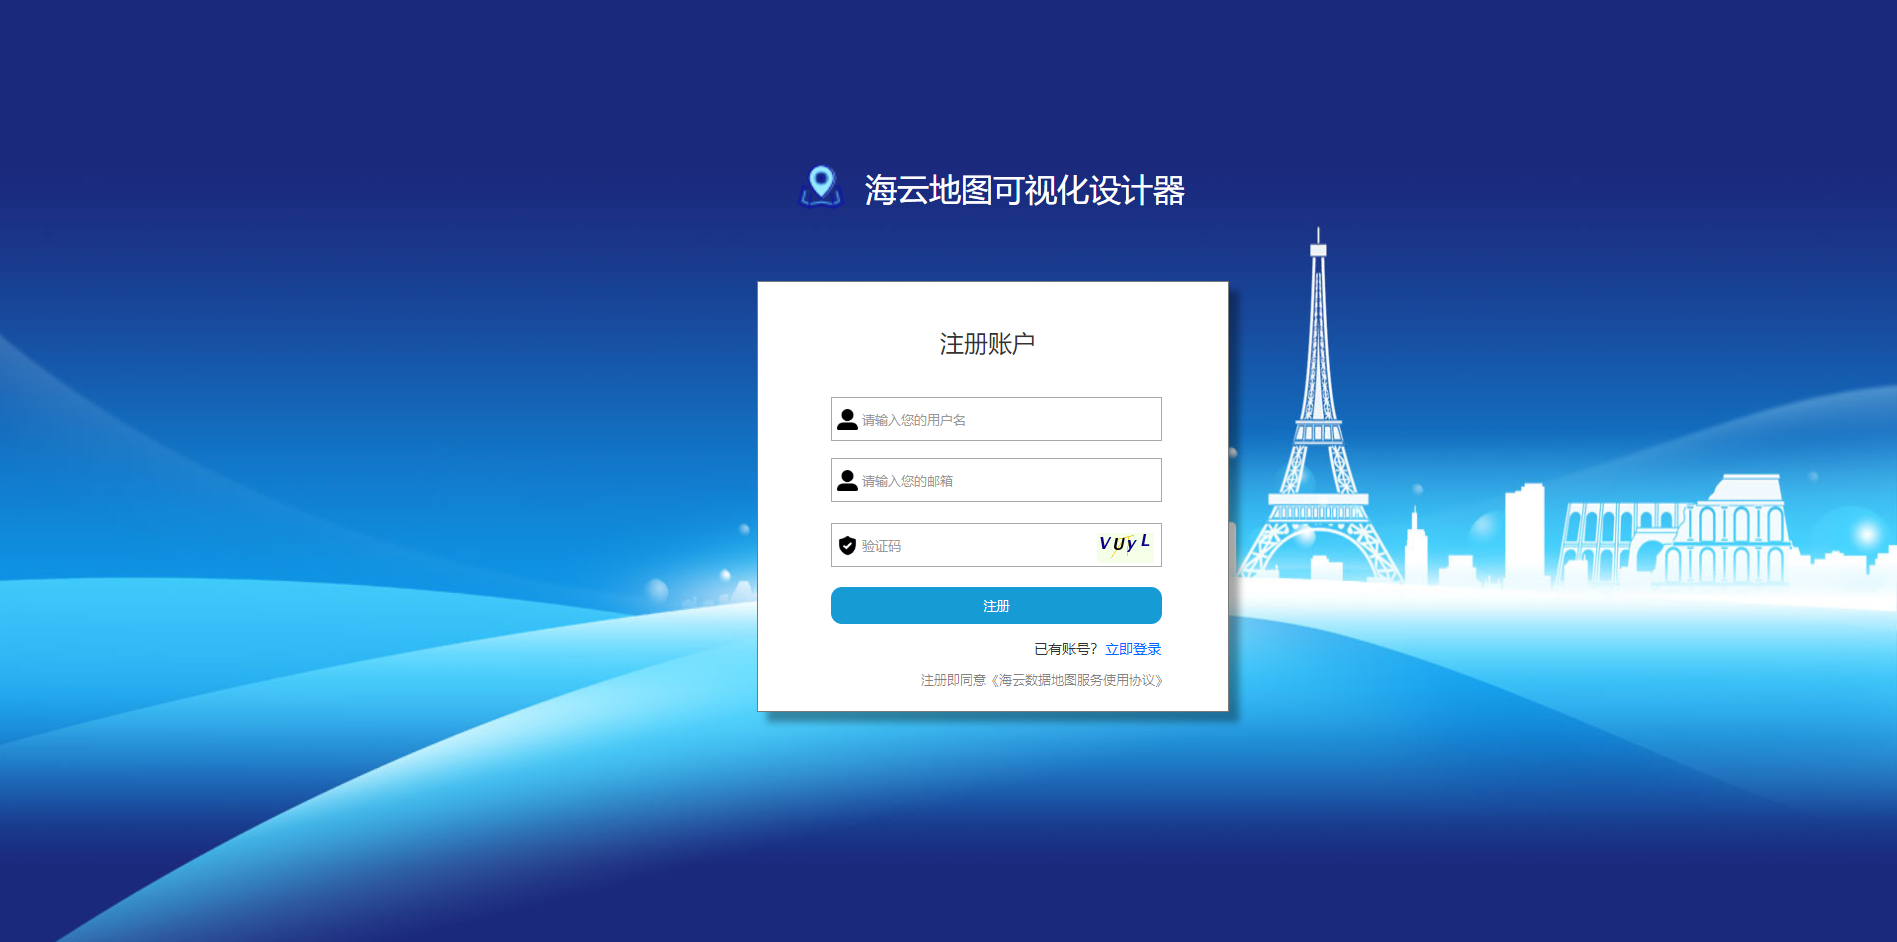 海云地图可视化设计器
注册账户
请输入您的用户名
请输入您的邮箱
验证码 VUyL
注册
已有账号？立即登录
注册即同意《海云数据地图服务使用协议》